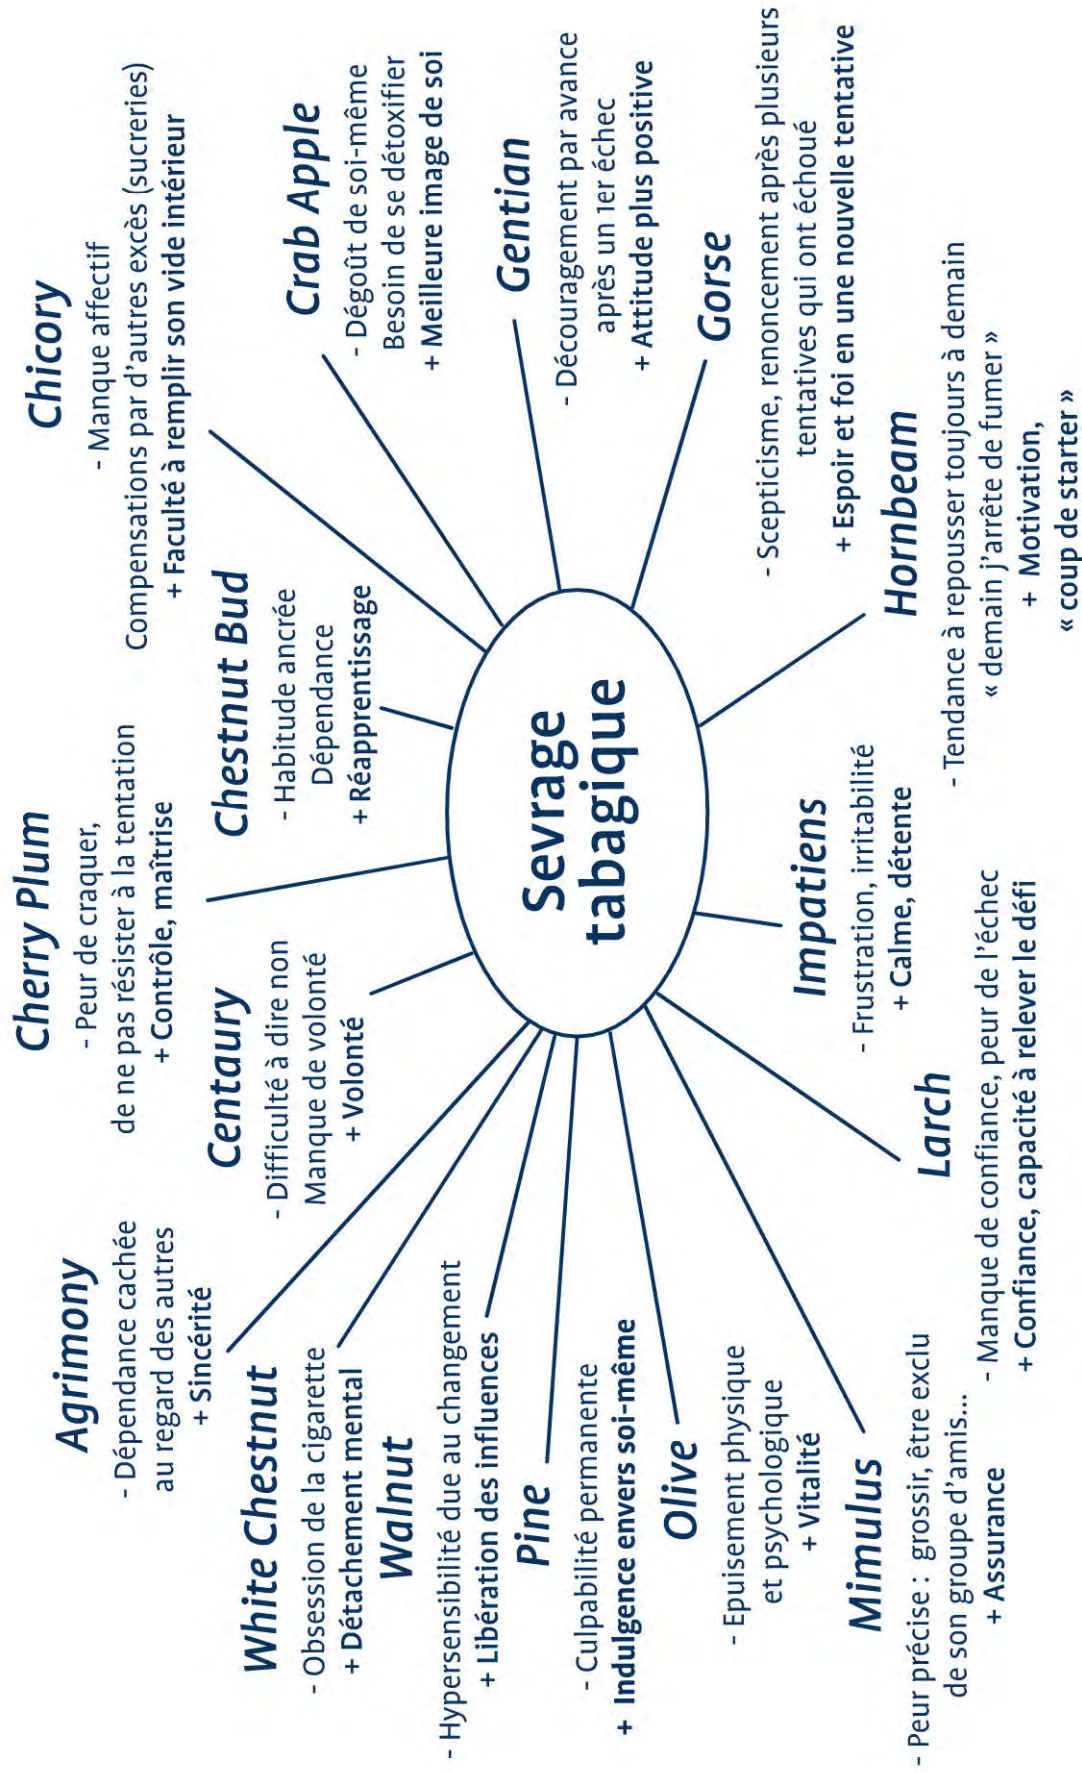 Sevrage
tabagique
Agrimony
- Dépendance cachée
au regard des autres
+ Sincérité
Centaury
- Difficulté à dire non
Manque de volonté
+ Volonté
Cherry Plum
- Peur de craquer,
de ne pas résister à la tentation
+ Contrôle, maîtrise
Chestnut Bud
- Habitude ancrée
Dépendance
+ Réapprentissage
Chicory
- Manque affectif
Compensations par d'autres excès (sucreries)
+ Faculté à remplir son vide intérieur
Crab Apple
- Dégoût de soi-même
Besoin de se détoxifier
+ Meilleure image de soi
Gentian
- Découragement par avance
après un 1er échec
+ Attitude plus positive
Gorse
- Scepticisme, renoncement après plusieurs
tentatives qui ont échoué
+ Espoir et foi en une nouvelle tentative
Hornbeam
- Tendance à repousser toujours à demain
« demain j'arrête de fumer »
+ Motivation,
« coup de starter »
Impatiens
- Frustration, irritabilité
+ Calme, détente
Larch
- Manque de confiance, peur de l'échec
+ Confiance, capacité à relever le défi
Mimulus
- Peur précise : grossir, être exclu
de son groupe d'amis...
+ Assurance
Olive
- Epuisement physique
et psychologique
+ Vitalité
Pine
- Culpabilité permanente
+ Indulgence envers soi-même
Walnut
- Hypersensibilité due au changement
+ Libération des influences
White Chestnut
- Obsession de la cigarette
+ Détachement mental